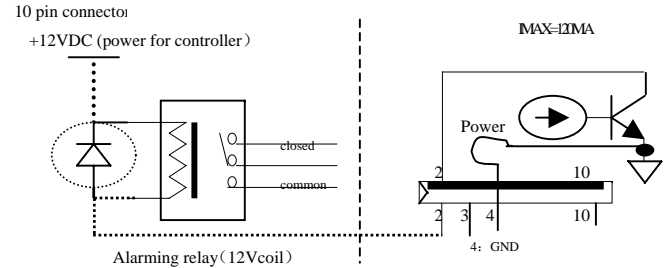 10 pin connector
+12VDC (power for controller）
IMAX=120MA
closed
common
Power
2
10
2
3
4
10
4：GND
Alarming relay（12Vcoil）